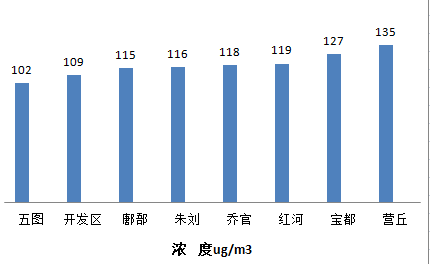 102 109 115 116 118 119 127 135
五图 开发区 鄌郚 朱刘 乔官 红河 宝都 营丘
浓 度ug/m3